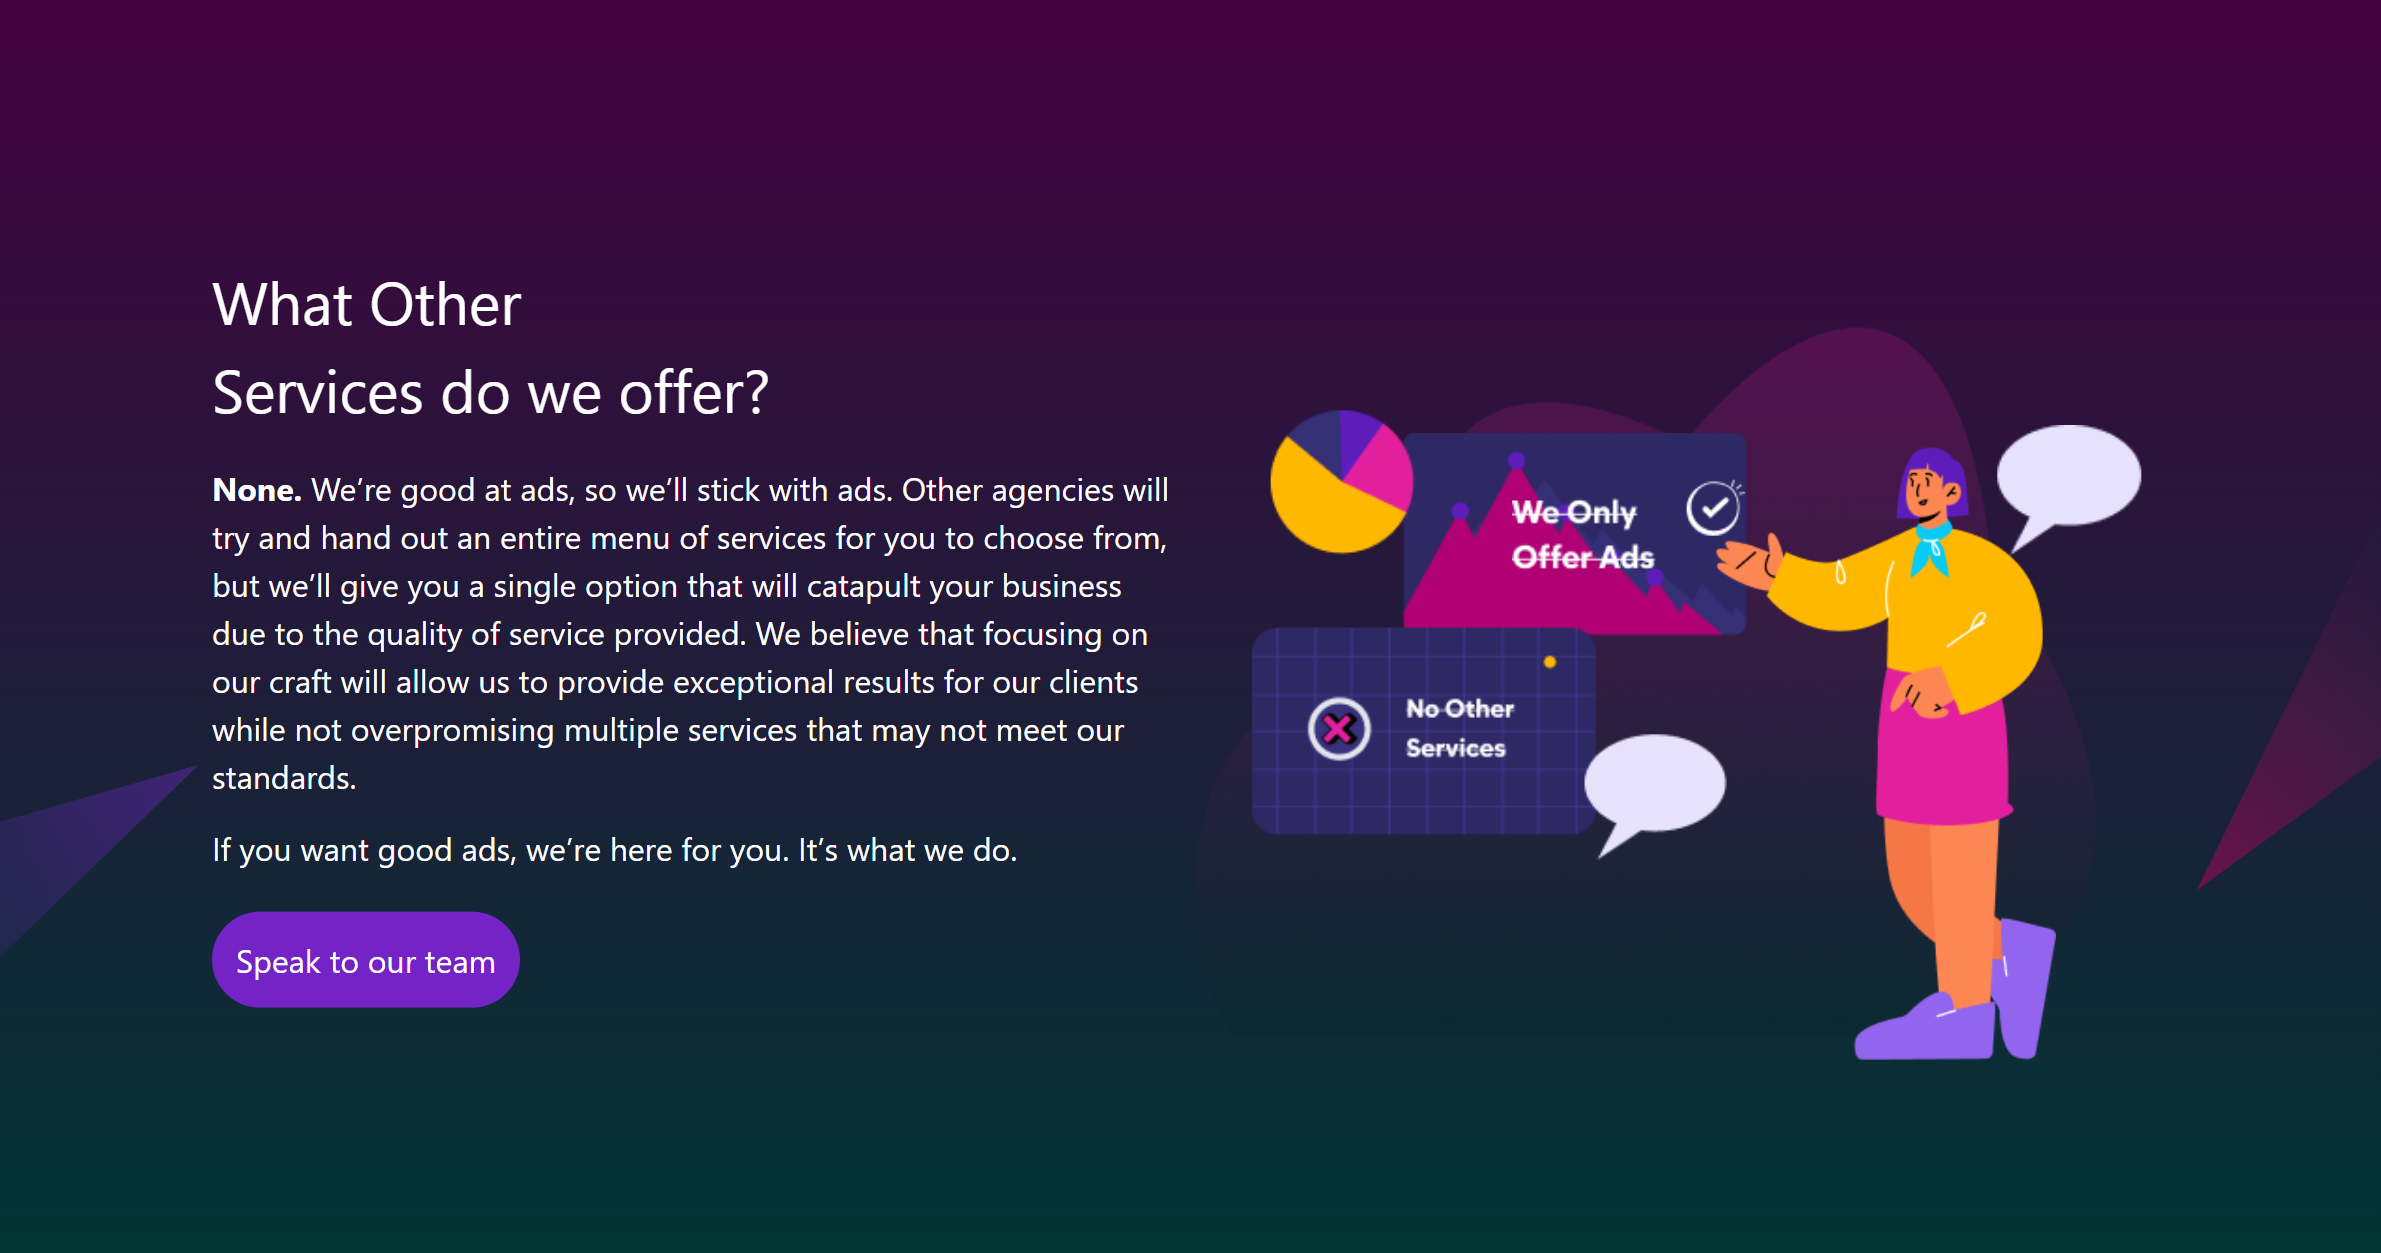 What Other
Services do we offer?
None. We’re good at ads, so we’ll stick with ads. Other agencies will
try and hand out an entire menu of services for you to choose from,
but we’ll give you a single option that will catapult your business
due to the quality of service provided. We believe that focusing on
our craft will allow us to provide exceptional results for our clients
while not overpromising multiple services that may not meet our
standards.
If you want good ads, we’re here for you. It’s what we do.
Speak to our team
We Only
Offer Ads
No Other
Services